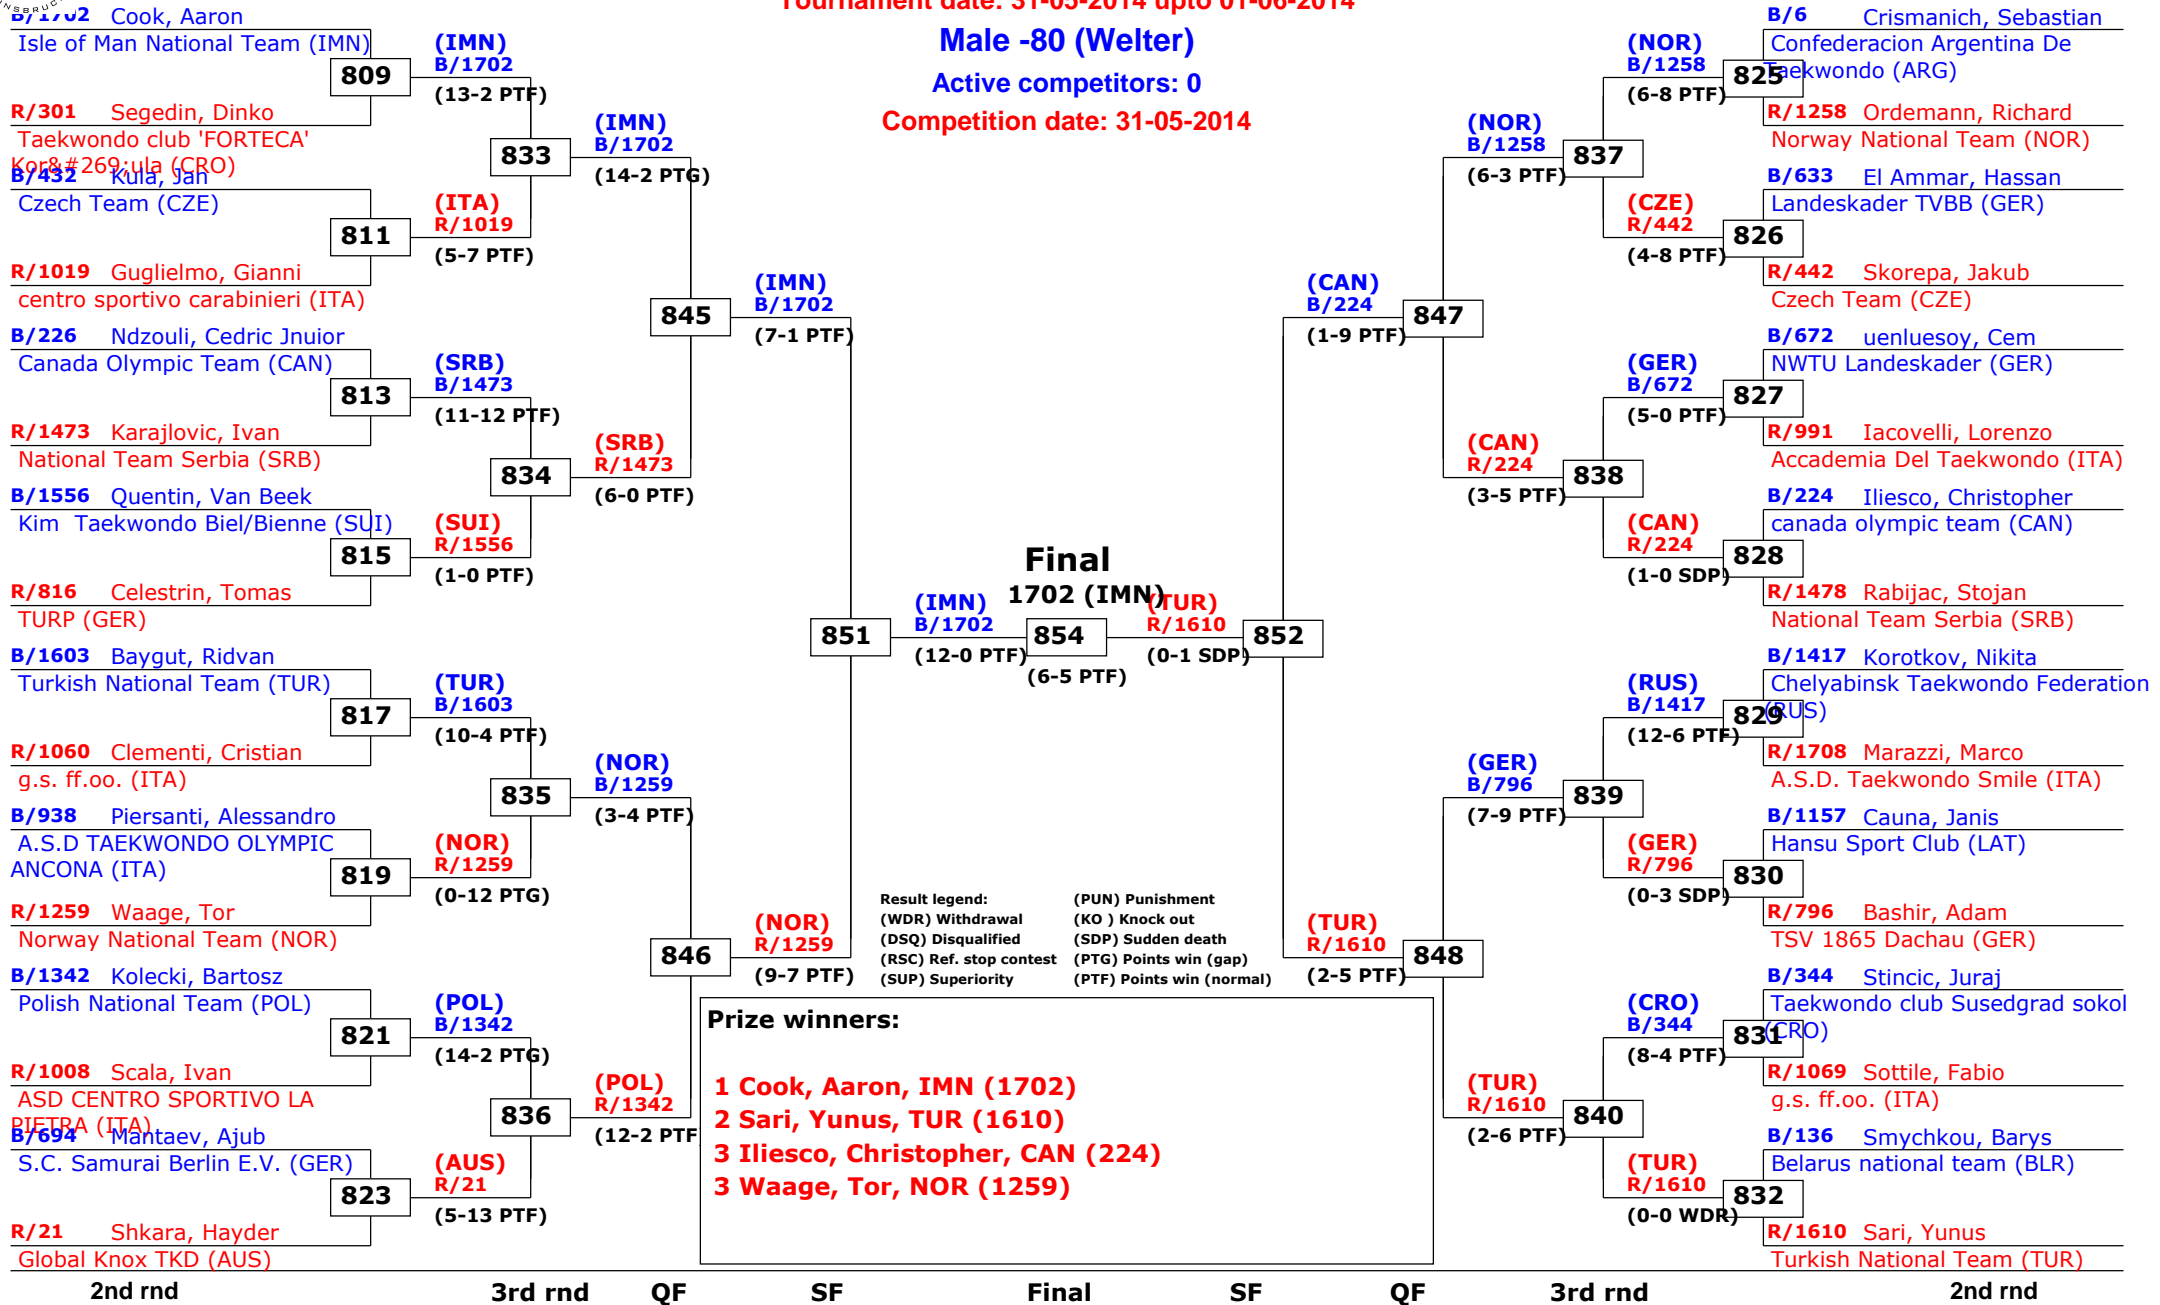 NSBRUC
Tournament date: 31-05-2014 upto 01-06-2014
Male -80 (Welter)
Active competitors: 0
Competition date: 31-05-2014
B/1702 Cook, Aaron
Isle of Man National Team (IMN)
809
R/301 Segedin, Dinko
Taekwondo club 'FORTECA'
Kor&#269;ula (CRO)
B/432 Kula, Jan
Czech Team (CZE)
811
R/1019 Guglielmo, Gianni
centro sportivo carabinieri (ITA)
B/226 Ndzouli, Cedric Jnuior
Canada Olympic Team (CAN)
813
R/1473 Karajlovic, Ivan
National Team Serbia (SRB)
B/1556 Quentin, Van Beek
Kim Taekwondo Biel/Bienne (SUI)
815
R/816 Celestrin, Tomas
TURP (GER)
B/1603 Baygut, Ridvan
Turkish National Team (TUR)
817
R/1060 Clementi, Cristian
g.s. ff.oo. (ITA)
B/938 Piersanti, Alessandro
A.S.D TAEKWONDO OLYMPIC
ANCONA (ITA)
819
R/1259 Waage, Tor
Norway National Team (NOR)
B/1342 Kolecki, Bartosz
Polish National Team (POL)
821
R/1008 Scala, Ivan
ASD CENTRO SPORTIVO LA
PIETRA (ITA)
B/694 Mantaev, Ajub
S.C. Samurai Berlin E.V. (GER)
823
R/21 Shkara, Hayder
Global Knox TKD (AUS)
(IMN)
B/1702
(13-2 PTF)
833
(ITA)
R/1019
(5-7 PTF)
(SRB)
B/1473
(11-12 PTF)
834
(SUI)
R/1556
(1-0 PTF)
(TUR)
B/1603
(10-4 PTF)
835
(NOR)
R/1259
(0-12 PTG)
(POL)
B/1342
(14-2 PTG)
836
(AUS)
R/21
(5-13 PTF)
(IMN)
B/1702
(14-2 PTG)
845
(SRB)
R/1473
(6-0 PTF)
(NOR)
B/1259
(3-4 PTF)
846
(POL)
R/1342
(12-2 PTF
(IMN)
B/1702
(7-1 PTF)
851
(NOR)
R/1259
(9-7 PTF)
(IMN)
B/1702
(12-0 PTF)
Final
1702 (IMN)
854
(6-5 PTF)
(TUR)
R/1610
(0-1 SDP)
852
(CAN)
B/224
(1-9 PTF)
847
(TUR)
R/1610
(2-5 PTF)
848
(NOR)
B/1258
(6-3 PTF)
837
(CAN)
R/224
(3-5 PTF)
838
(GER)
B/796
(7-9 PTF)
839
(TUR)
R/1610
(2-6 PTF)
840
(NOR)
B/1258
(6-8 PTF)
(CZE)
R/442
(4-8 PTF)
(GER)
B/672
(5-0 PTF)
(CAN)
R/224
(1-0 SDP)
(RUS)
B/1417
(12-6 PTF)
(GER)
R/796
(0-3 SDP)
(CRO)
B/344
(8-4 PTF)
(TUR)
R/1610
(0-0 WDR)
B/6 Crismanich, Sebastian
Confederacion Argentina De
Taekwondo (ARG)
825
R/1258 Ordemann, Richard
Norway National Team (NOR)
B/633 El Ammar, Hassan
Landeskader TVBB (GER)
826
R/442 Skorepa, Jakub
Czech Team (CZE)
B/672 uenluesoy, Cem
NWTU Landeskader (GER)
827
R/991 Iacovelli, Lorenzo
Accademia Del Taekwondo (ITA)
B/224 Iliesco, Christopher
canada olympic team (CAN)
828
R/1478 Rabijac, Stojan
National Team Serbia (SRB)
B/1417 Korotkov, Nikita
Chelyabinsk Taekwondo Federation
(RUS)
829
R/1708 Marazzi, Marco
A.S.D. Taekwondo Smile (ITA)
B/1157 Cauna, Janis
Hansu Sport Club (LAT)
830
R/796 Bashir, Adam
TSV 1865 Dachau (GER)
B/344 Stincic, Juraj
Taekwondo club Susedgrad sokol
(CRO)
831
R/1069 Sottile, Fabio
g.s. ff.oo. (ITA)
B/136 Smychkou, Barys
Belarus national team (BLR)
832
R/1610 Sari, Yunus
Turkish National Team (TUR)
Result legend: (PUN) Punishment
(WDR) Withdrawal (KO ) Knock out
(DSQ) Disqualified (SDP) Sudden death
(RSC) Ref. stop contest (PTG) Points win (gap)
(SUP) Superiority (PTF) Points win (normal)
Prize winners:
1 Cook, Aaron, IMN (1702)
2 Sari, Yunus, TUR (1610)
3 Iliesco, Christopher, CAN (224)
3 Waage, Tor, NOR (1259)
2nd rnd 3rd rnd QF SF Final SF QF 3rd rnd 2nd rnd